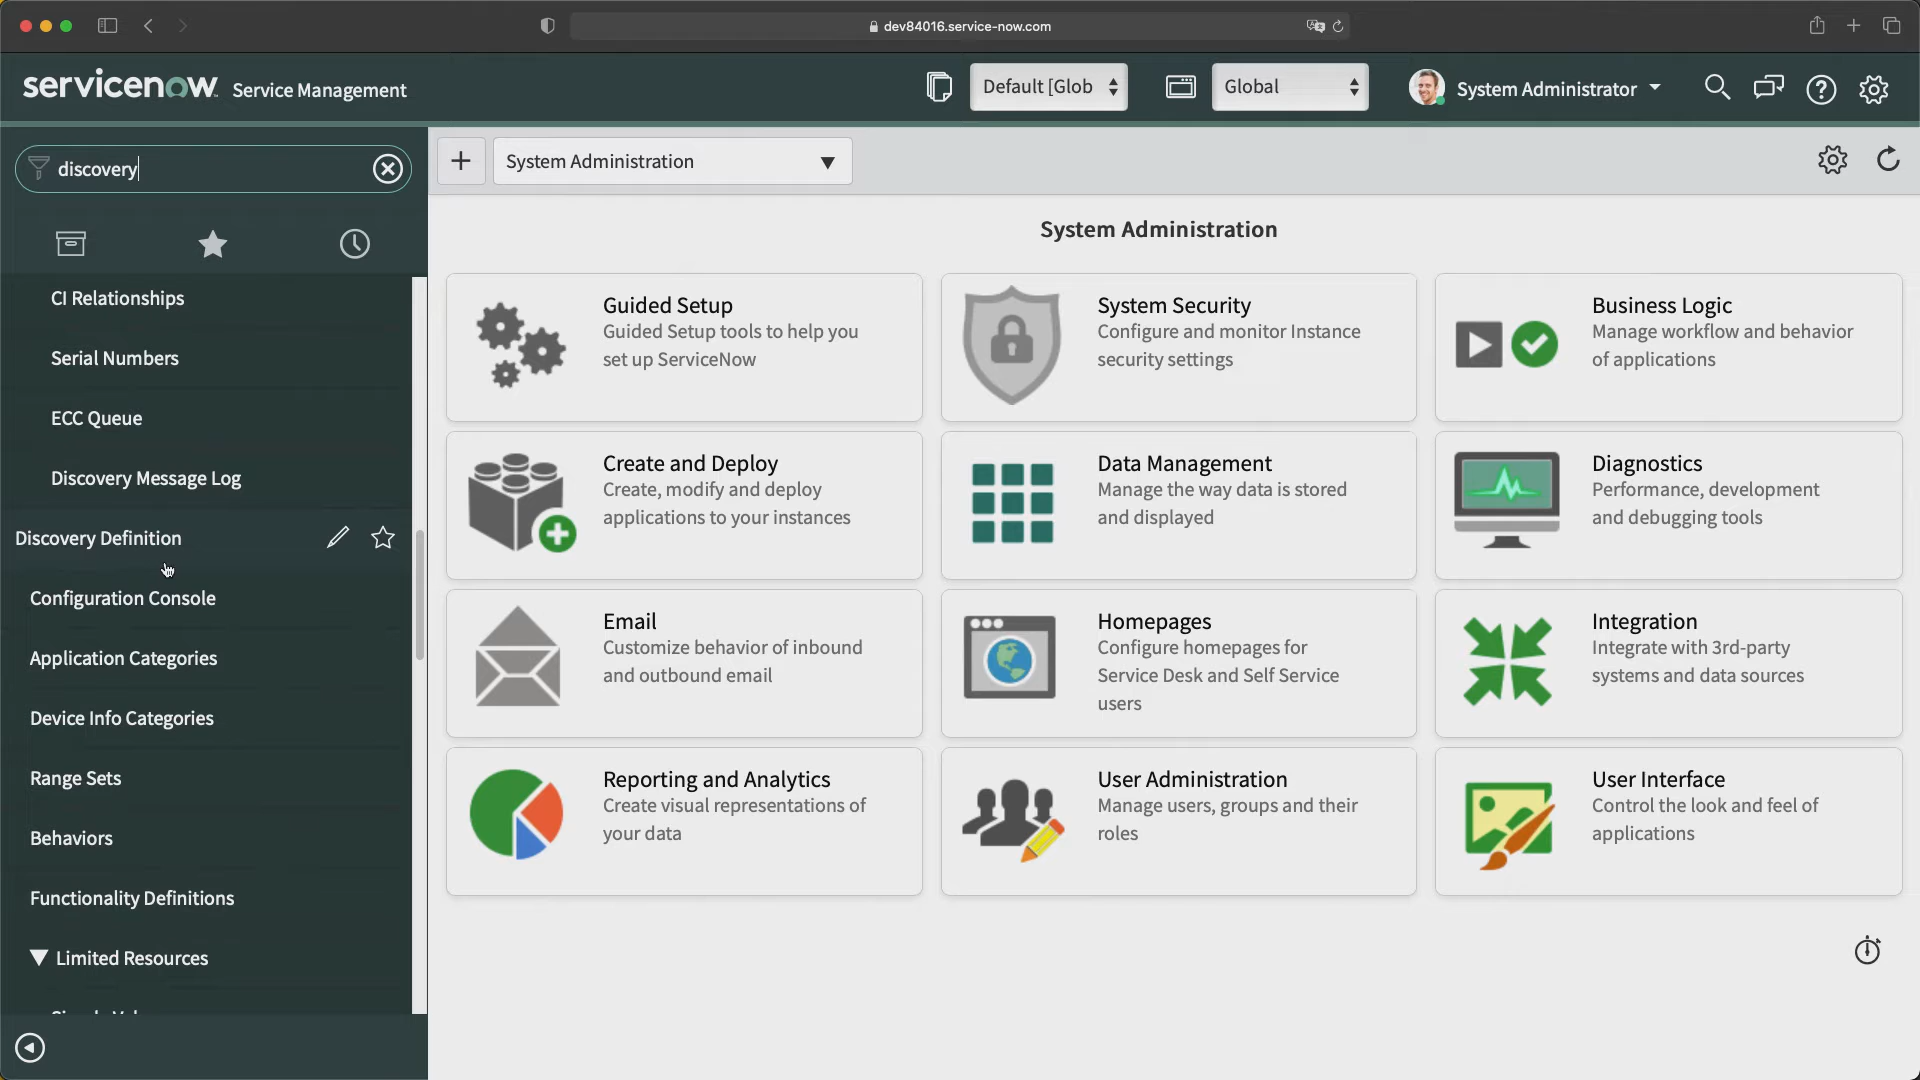 dev84016.service-now.com
servicenow Service Management
Default [Glob
Global
System Administrator
discovery
System Administration
CI Relationships
Serial Numbers
ECC Queue
Discovery Message Log
Discovery Definition
Configuration Console
Application Categories
Device Info Categories
Range Sets
Behaviors
Functionality Definitions
Limited Resources
System Administration
Guided Setup
Guided Setup tools to help you
set up ServiceNow
System Security
Configure and monitor Instance
security settings
Business Logic
Manage workflow and behavior
of applications
Create and Deploy
Create, modify and deploy
applications to your instances
Data Management
Manage the way data is stored
and displayed
Diagnostics
Performance, development
and debugging tools
Email
Customize behavior of inbound
and outbound email
Homepages
Configure homepages for
Service Desk and Self Service
users
Integration
Integrate with 3rd-party
systems and data sources
Reporting and Analytics
Create visual representations of
your data
User Administration
Manage users, groups and their
roles
User Interface
Control the look and feel of
applications